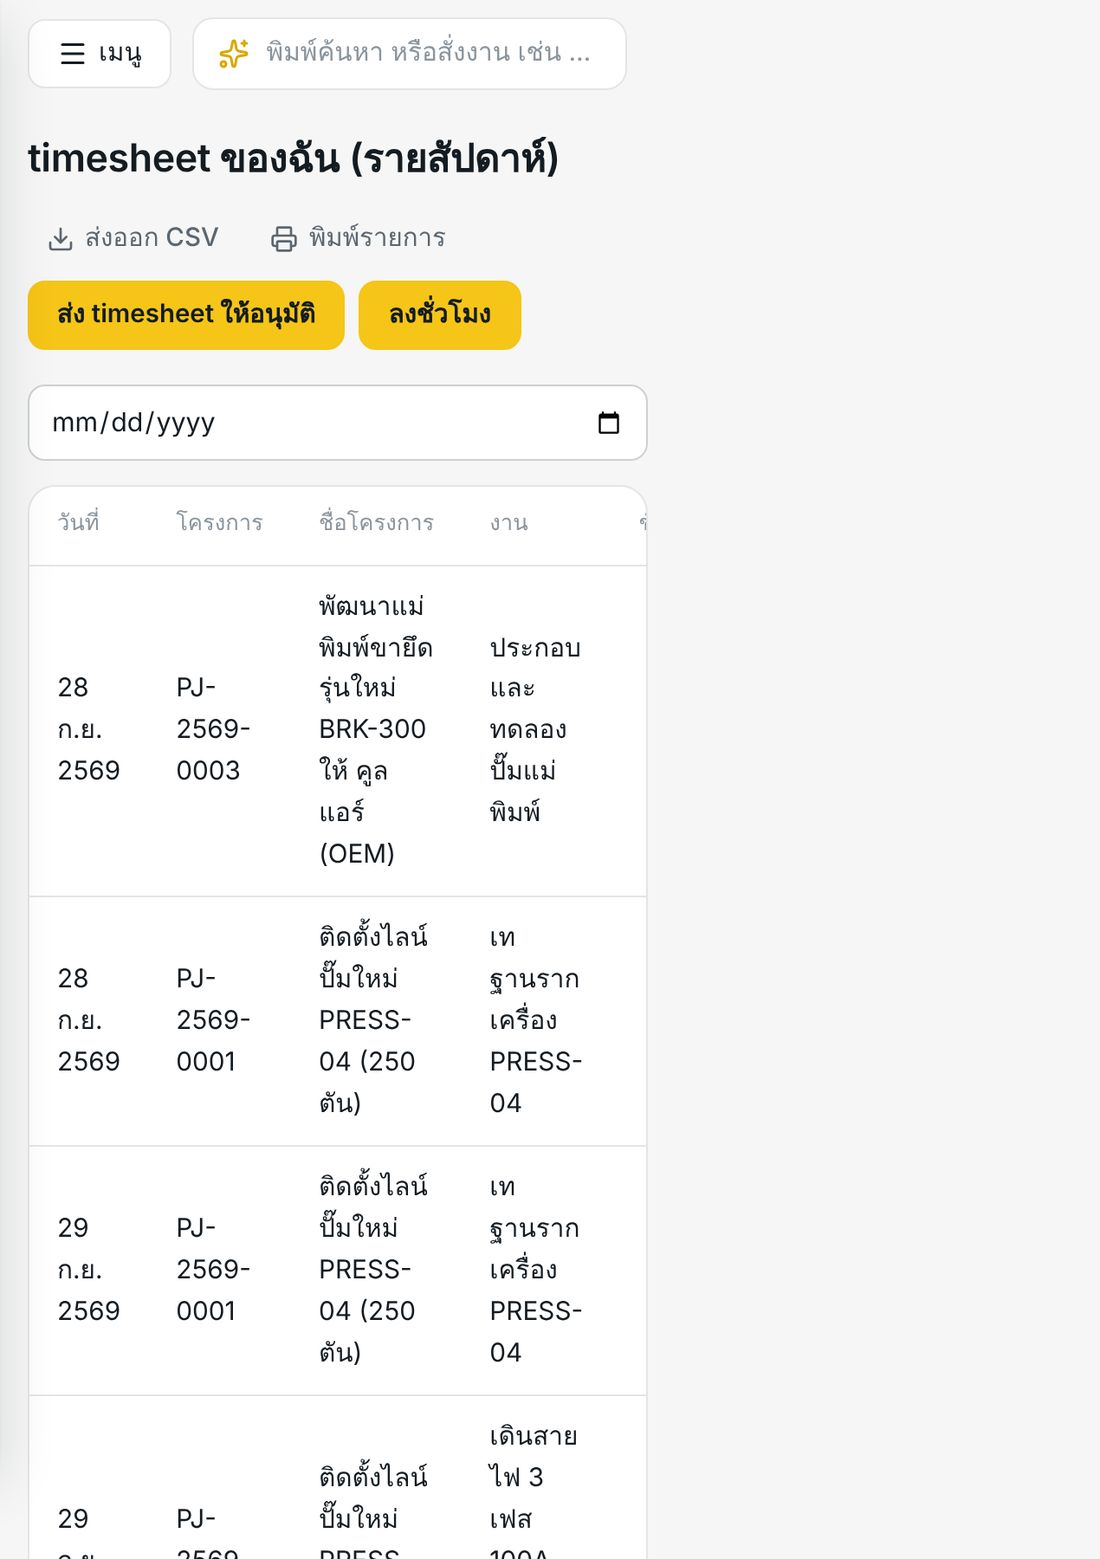 เมนู
พิมพ์ค้นหา หรือสั่งงาน เช่น ...
timesheet ของฉัน (รายสัปดาห์)
ส่งออก CSV
พิมพ์รายการ
ส่ง timesheet ให้อนุมัติ
ลงชั่วโมง
mm/dd/yyyy
วันที่ โครงการ ชื่อโครงการ งาน
28
ก.ย.
2569
PJ-
2569-
0003
พัฒนาแม่
พิมพ์ขายึด
รุ่นใหม่
BRK-300
ให้ คูล
แอร์
(OEM)
ประกอบ
และ
ทดลอง
ปั๊มแม่
พิมพ์
28
ก.ย.
2569
PJ-
2569-
0001
ติดตั้งไลน์
ปั๊มใหม่
PRESS-
04 (250
ตัน)
เท
ฐานราก
เครื่อง
PRESS-
04
29
ก.ย.
2569
PJ-
2569-
0001
ติดตั้งไลน์
ปั๊มใหม่
PRESS-
04 (250
ตัน)
เท
ฐานราก
เครื่อง
PRESS-
04
29
ก.ย.
PJ-
2569-
ติดตั้งไลน์
ปั๊มใหม่
PRESS-
เดินสาย
ไฟ 3
เฟส
100A